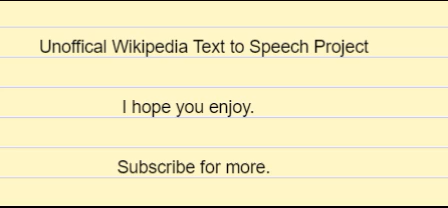 Unoffical Wikipedia Text to Speech Project
I hope you enjoy.
Subscribe for more.